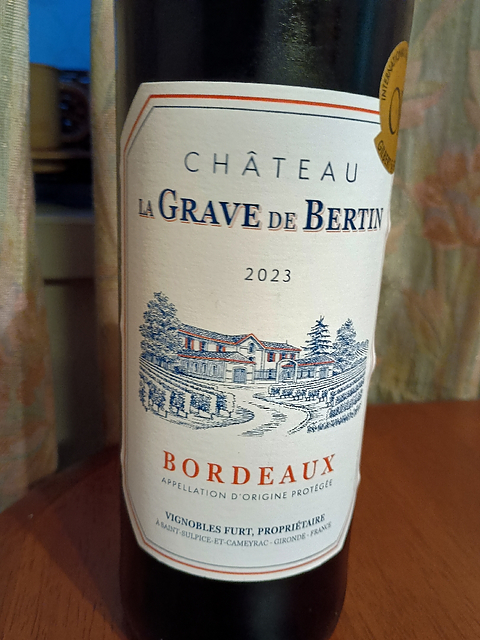 CHÂTEAU
LA GRAVE DE BERTIN
2023
BORDEAUX
APPELLATION D'ORIGINE PROTÉGÉE
VIGNOBLES FURT, PROPRIÉTAIRE
À SAINT-SULPICE-ET-CAMEYRAC - GIRONDE - FRANCE